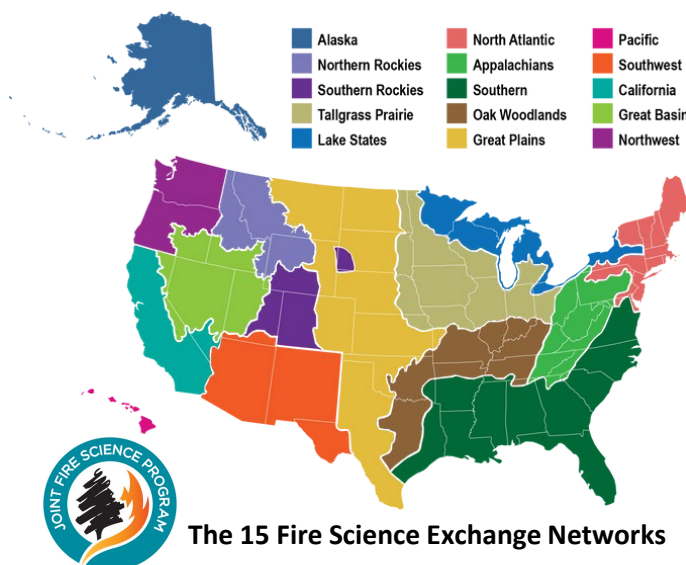 Alaska
Northern Rockies
Southern Rockies
Tallgrass Prairie
Lake States
North Atlantic
Appalachians
Southern
Oak Woodlands
Great Plains
Pacific
Southwest
California
Great Basin
Northwest
JOINT FIRE SCIENCE PROGRAM
The 15 Fire Science Exchange Networks